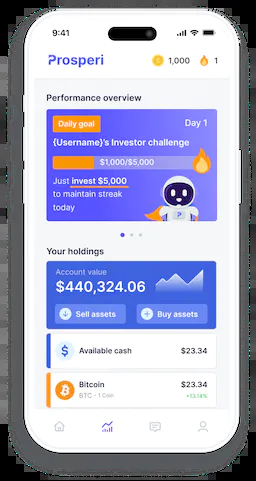 9:41
Prosperi
1,000
1
Performance overview
Daily goal
Day 1
{Username}'s Investor challenge
$1,000/$5,000
Just invest $5,000
to maintain streak
today
P
Your holdings
Account value
$440,324.06
Sell assets
Buy assets
$
Available cash
$23.34
Bitcoin
$23.34
BTC • 1 Coin
+13.14%